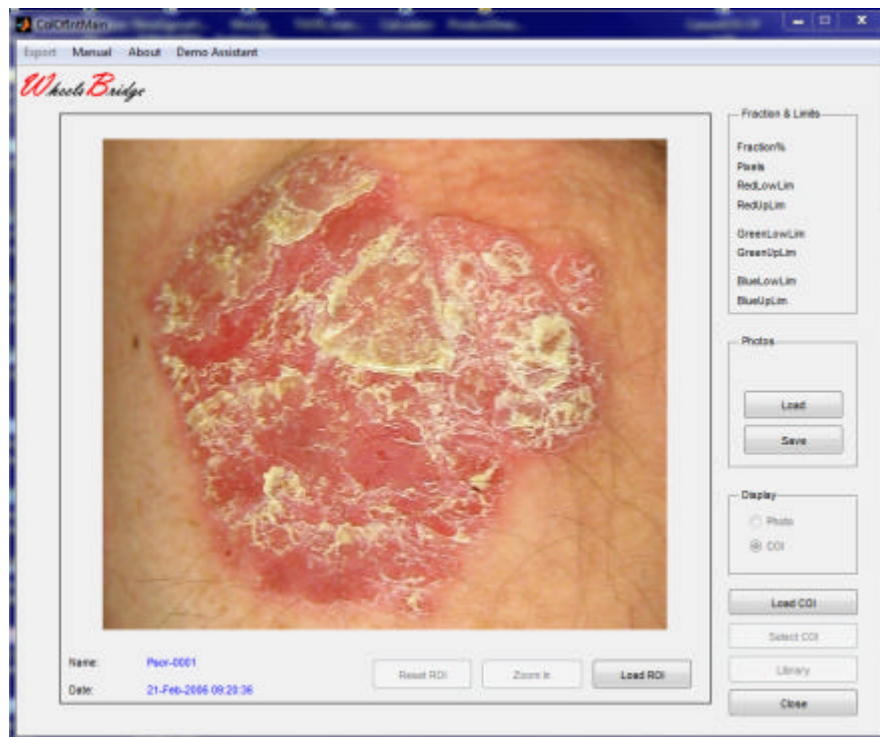 ColOfIntMain
Export Manual About Demo Assistant
WheelsBridge
Fraction & Limits
Fraction%
Pixels
RedLowLim
RedUpLim
GreenLowLim
GreenUpLim
BlueLowLim
BlueUpLim
Photos
Load
Save
Display
Photo
COI
Load COI
Select COI
Library
Close
Name: Psor-0001
Date: 21-Feb-2006 09:20:36
Reset ROI Zoom In Load ROI